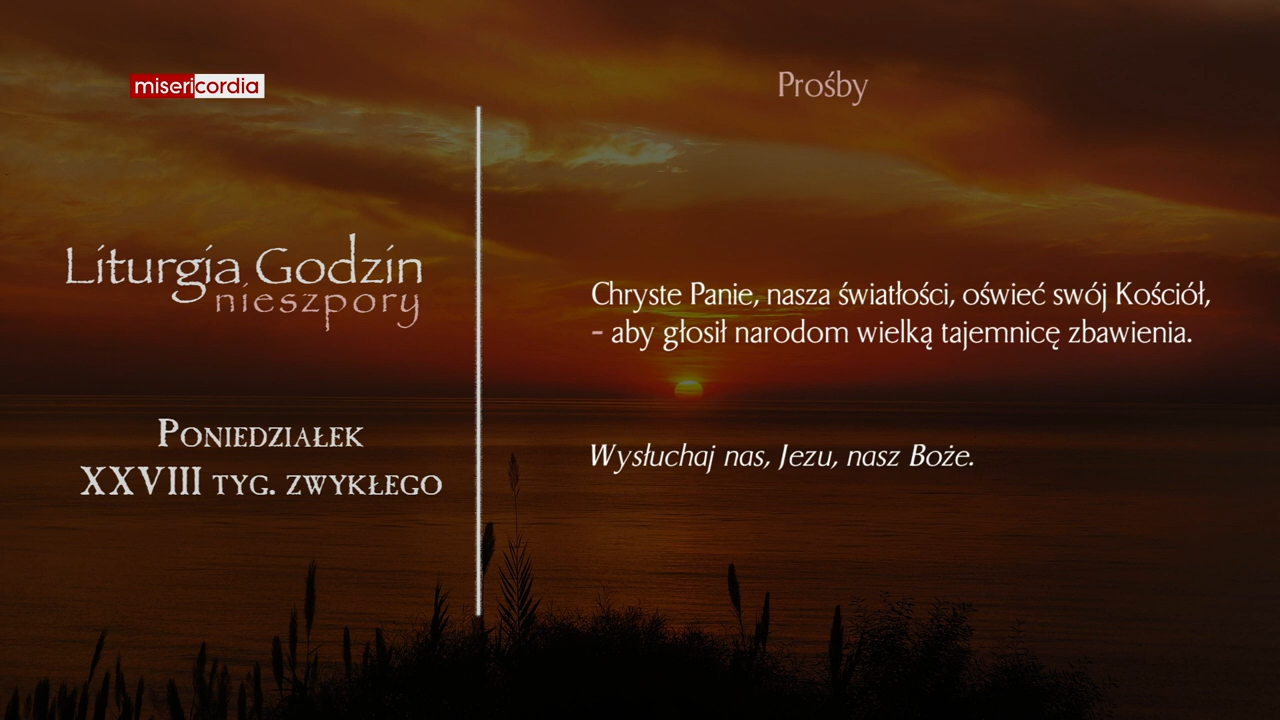 misericordia
Prośby
Liturgia Godzin
nieszpory
Chryste Panie, nasza światłości, oświeć swój Kościół,
- aby głosił narodom wielką tajemnicę zbawienia.
Poniedziałek
XXVIII tyg. zwykłego
Wysłuchaj nas, Jezu, nasz Boże.